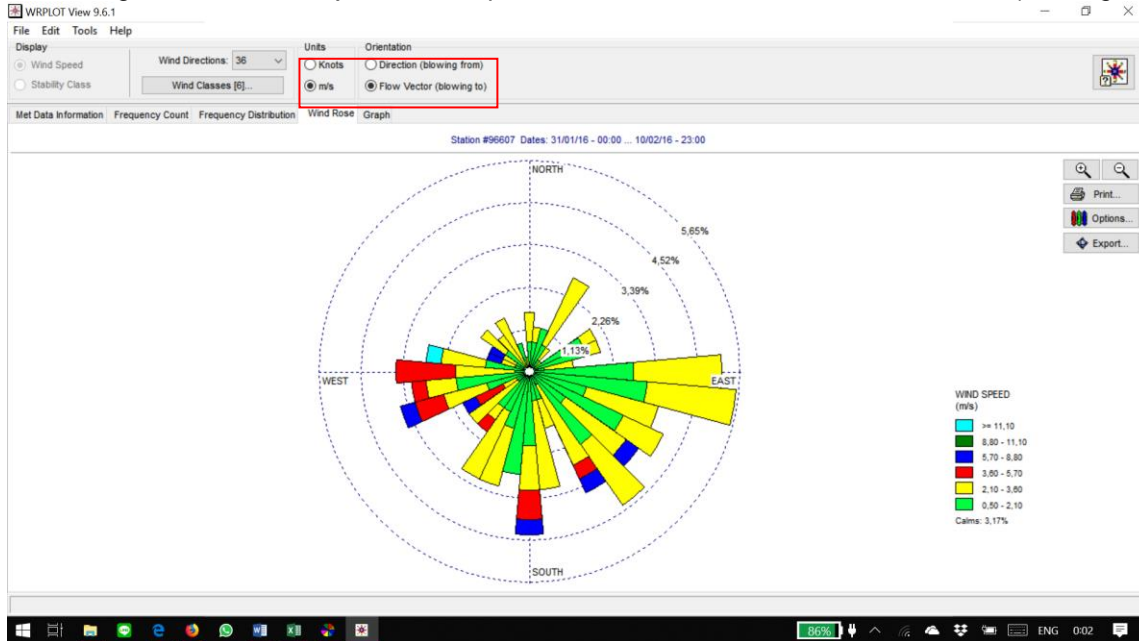 WRPLOT View 9.6.1
File Edit Tools Help
Display
Wind Speed
Stability Class
Wind Directions: 36
Wind Classes [6]...
Units
Knots
m/s
Orientation
Direction (blowing from)
Flow Vector (blowing to)
Met Data Information Frequency Count Frequency Distribution Wind Rose Graph
Station #96607 Dates: 31/01/16 - 00:00 ... 10/02/16 - 23:00
NORTH
5,65%
4,52%
3,39%
2,26%
1,13%
WEST
EAST
SOUTH
Print...
Options...
Export...
WIND SPEED
(m/s)
>= 11,10
8,80 - 11,10
5,70 - 8,80
3,60 - 5,70
2,10 - 3,60
0,50 - 2,10
Calms: 3,17%
86% ENG 0:02